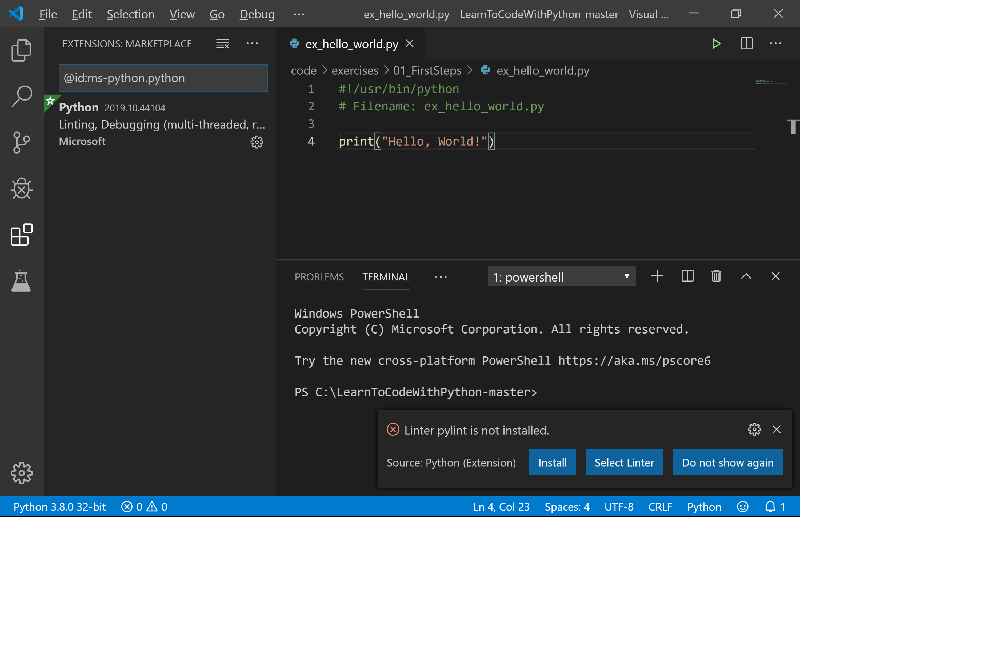 File Edit Selection View Go Debug ... ex_hello_world.py - LearnToCodeWithPython-master - Visual ...
EXTENSIONS: MARKETPLACE
@id:ms-python.python
Python 2019.10.44104
Linting, Debugging (multi-threaded, r...
Microsoft
ex_hello_world.py
code > exercises > 01_FirstSteps > ex_hello_world.py
1 #!/usr/bin/python
2 # Filename: ex_hello_world.py
3
4 print("Hello, World!")
PROBLEMS TERMINAL ... 1: powershell
Windows PowerShell
Copyright (C) Microsoft Corporation. All rights reserved.
Try the new cross-platform PowerShell https://aka.ms/pscore6
PS C:\LearnToCodeWithPython-master>
Linter pylint is not installed.
Source: Python (Extension) Install Select Linter Do not show again
Python 3.8.0 32-bit 0 0 Ln 4, Col 23 Spaces: 4 UTF-8 CRLF Python 1